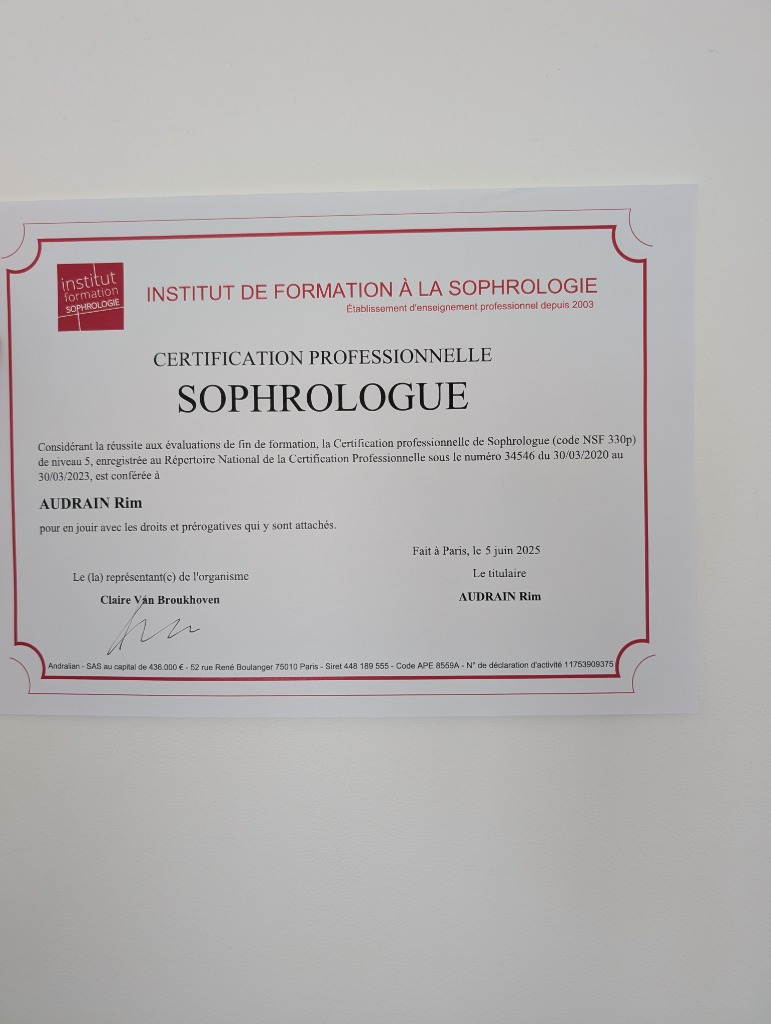 institut
formation
SOPHROLOGIE
INSTITUT DE FORMATION À LA SOPHROLOGIE
Établissement d'enseignement professionnel depuis 2003
CERTIFICATION PROFESSIONNELLE
SOPHROLOGUE
Considérant la réussite aux évaluations de fin de formation, la Certification professionnelle de Sophrologue (code NSF 330p)
de niveau 5, enregistrée au Répertoire National de la Certification Professionnelle sous le numéro 34546 du 30/03/2020 au
30/03/2023, est conférée à
AUDRAIN Rim
pour en jouir avec les droits et prérogatives qui y sont attachés.
Fait à Paris, le 5 juin 2025
Le (la) représentant(e) de l'organisme
Le titulaire
Claire Van Broukhoven
AUDRAIN Rim
Andralian - SAS au capital de 436.000 € - 52 rue René Boulanger 75010 Paris - Siret 448 189 555 - Code APE 8559A - N° de déclaration d'activité 11753909375